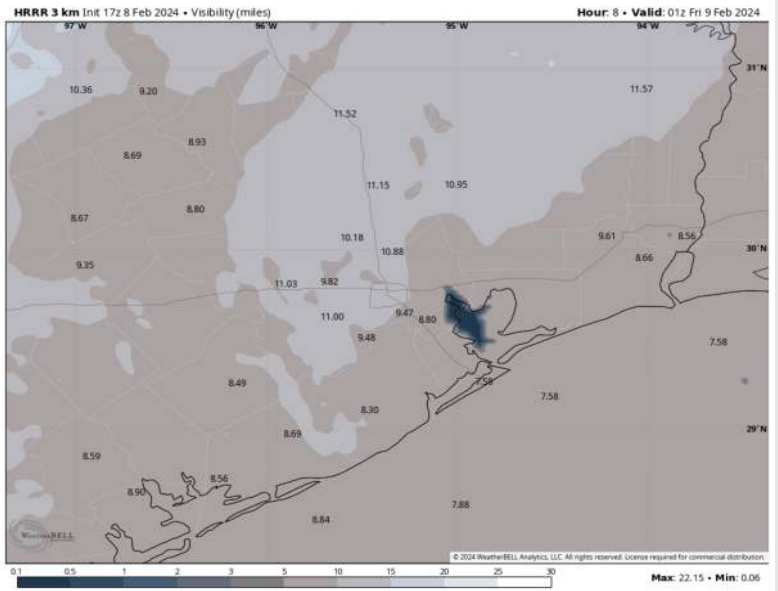 HRRR 3 km Init 17z 8 Feb 2024 • Visibility (miles) Hour: 8 • Valid: 01z Fri 9 Feb 2024
97°W 96°W 95°W 94°W
31°N
10.36 9.20 11.57
11.52
8.93
8.69
11.15 10.95
8.80
8.67
10.18 9.61 8.56
10.88 30°N
8.66
9.35
11.03 9.82
11.00 9.47 8.80
9.48 7.58
8.49 7.58
7.58
8.30
8.69 29°N
8.59
8.56
8.90
7.88
8.84
WeatherBELL
© 2024 WeatherBELL Analytics, LLC. All rights reserved. License required for commercial distribution.
0.1 0.5 1 2 3 5 10 15 20 25 30
Max: 22.15 • Min: 0.06